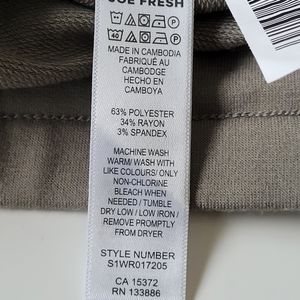 JOE FRESH
MADE IN CAMBODIA
FABRIQUÉ AU
CAMBODGE
HECHO EN
CAMBOYA
63% POLYESTER
34% RAYON
3% SPANDEX
MACHINE WASH
WARM/ WASH WITH
LIKE COLOURS/ ONLY
NON-CHLORINE
BLEACH WHEN
NEEDED / TUMBLE
DRY LOW / LOW IRON /
REMOVE PROMPTLY
FROM DRYER
STYLE NUMBER
S1WR017205
CA 15372
RN 133886